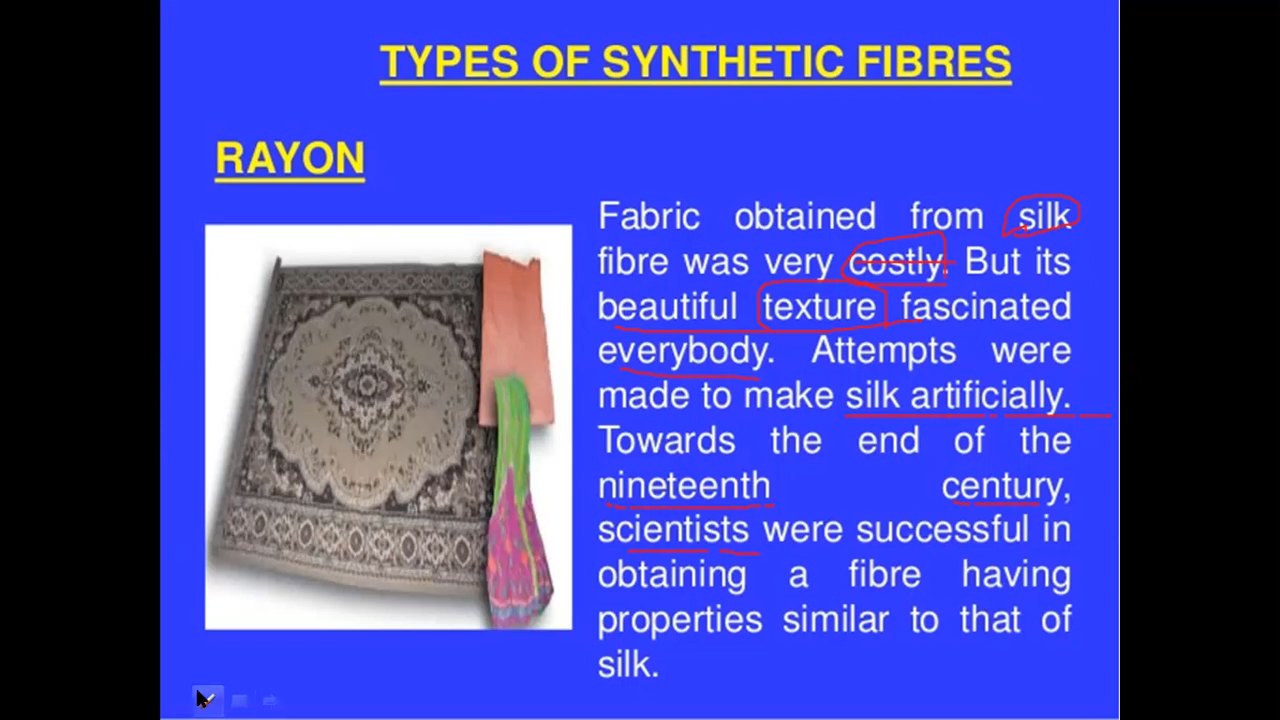 TYPES OF SYNTHETIC FIBRES
RAYON
Fabric obtained from silk
fibre was very costly. But its
beautiful texture fascinated
everybody. Attempts were
made to make silk artificially.
Towards the end of the
nineteenth century,
scientists were successful in
obtaining a fibre having
properties similar to that of
silk.